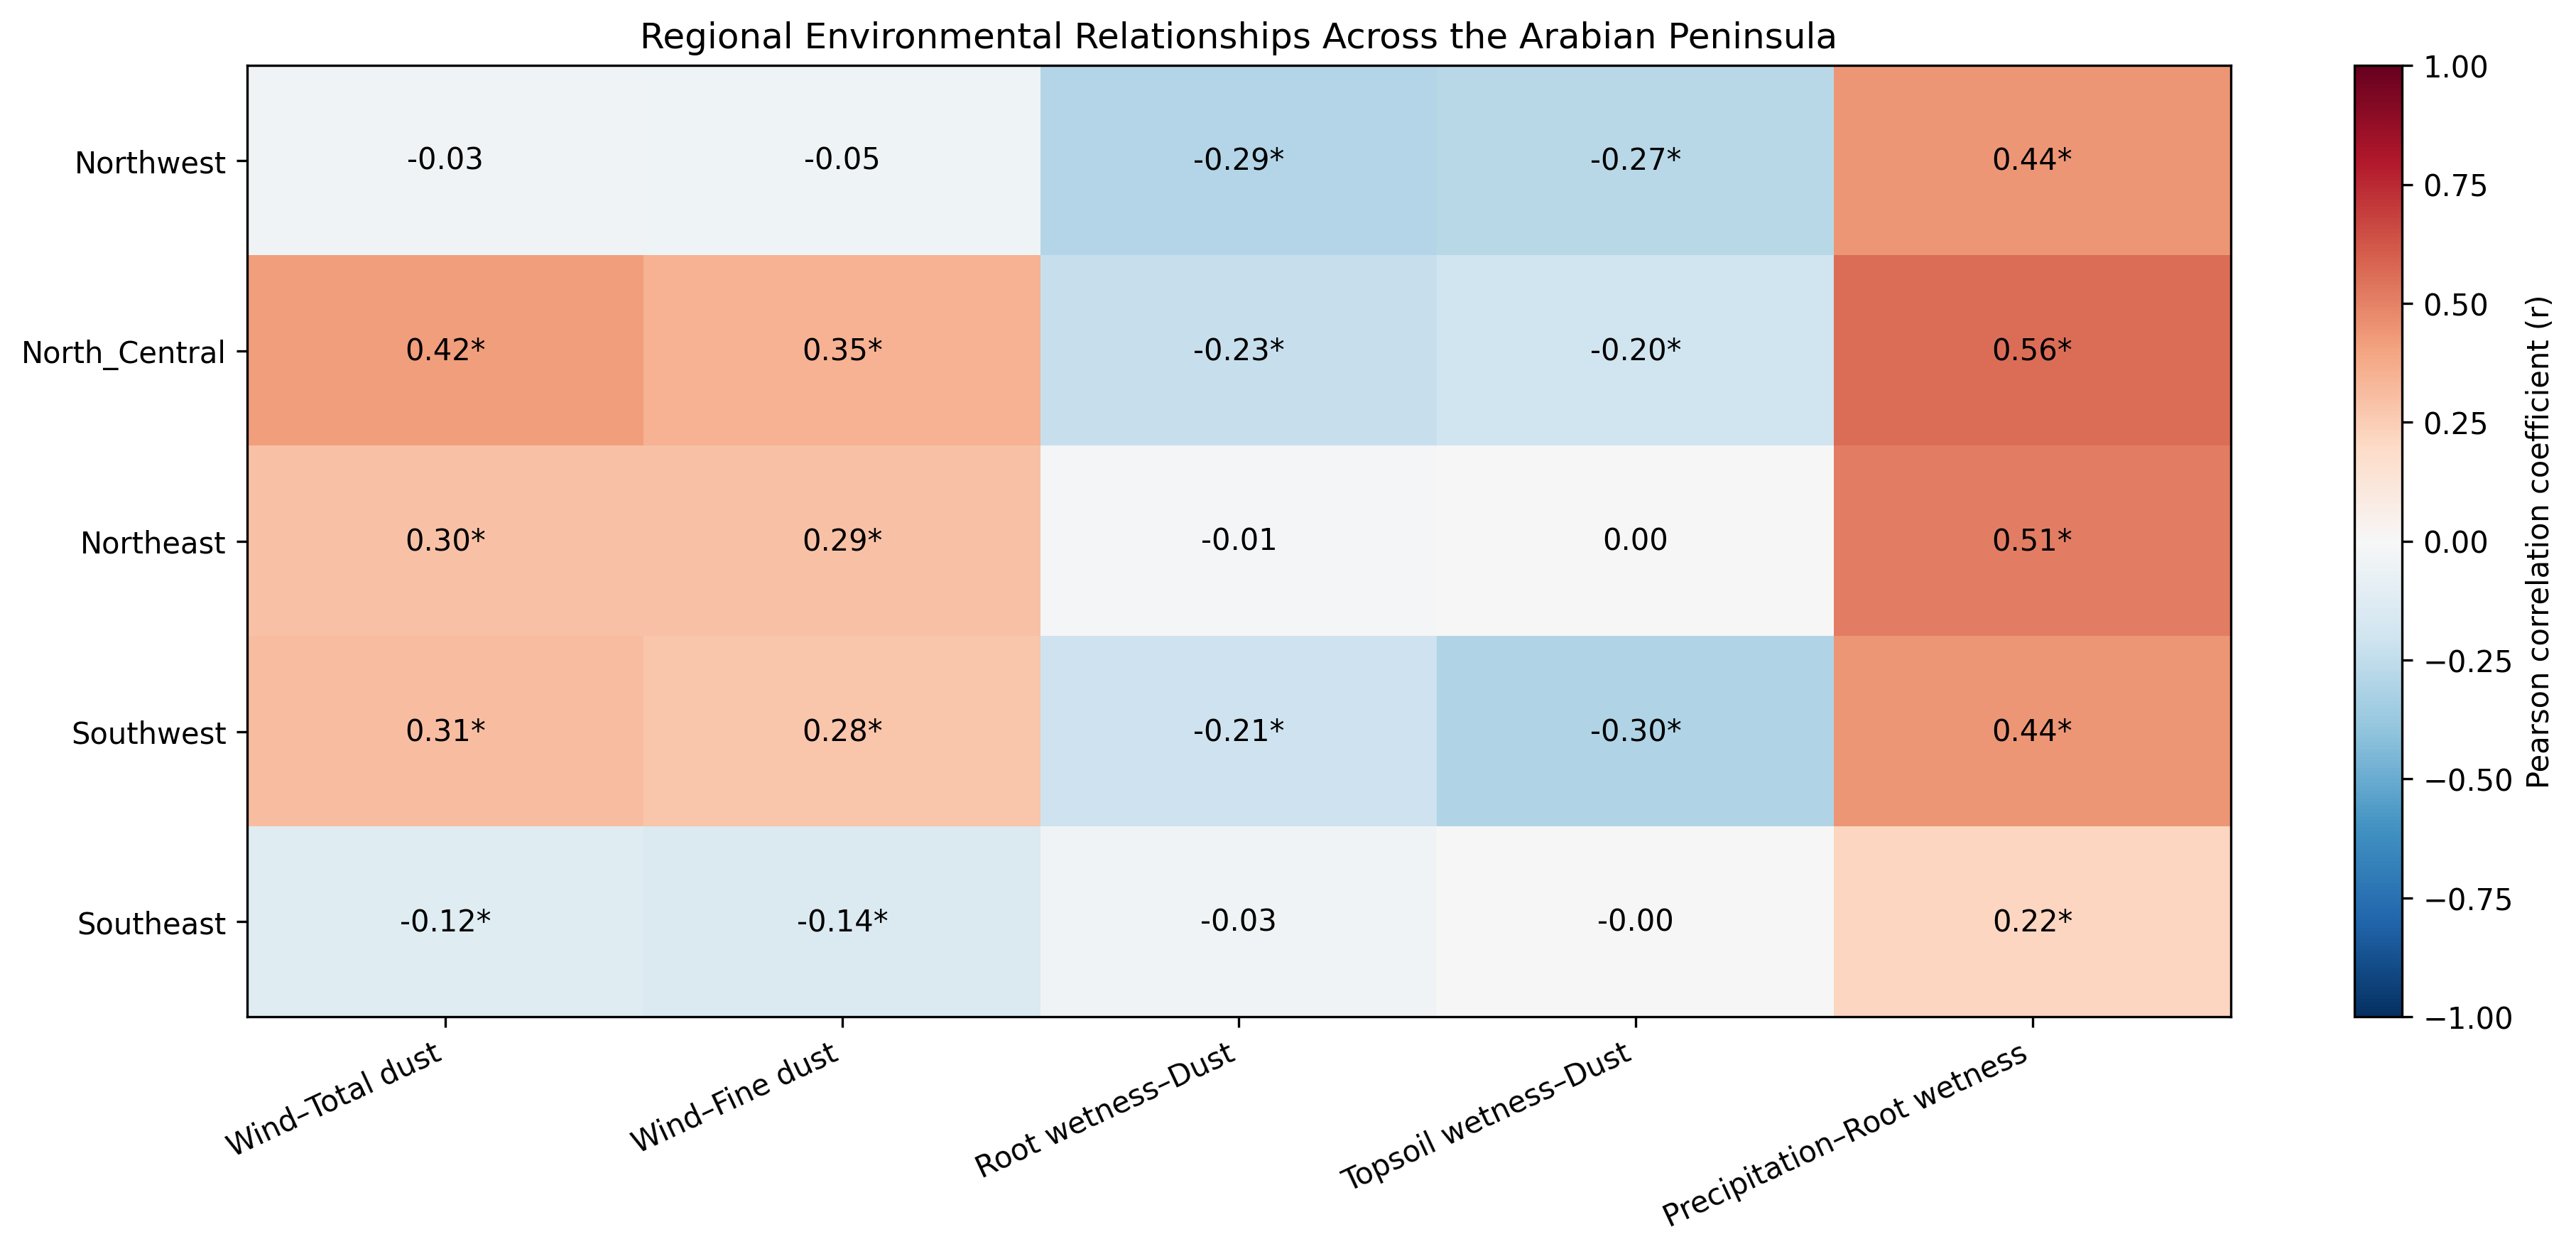 Regional Environmental Relationships Across the Arabian Peninsula
Northwest -0.03 -0.05 -0.29* -0.27* 0.44*
North_Central 0.42* 0.35* -0.23* -0.20* 0.56*
Northeast 0.30* 0.29* -0.01 0.00 0.51*
Southwest 0.31* 0.28* -0.21* -0.30* 0.44*
Southeast -0.12* -0.14* -0.03 -0.00 0.22*
Wind–Total dust
Wind–Fine dust
Root wetness–Dust
Topsoil wetness–Dust
Precipitation–Root wetness
1.00
0.75
0.50
0.25
0.00
−0.25
−0.50
−0.75
−1.00
Pearson correlation coefficient (r)